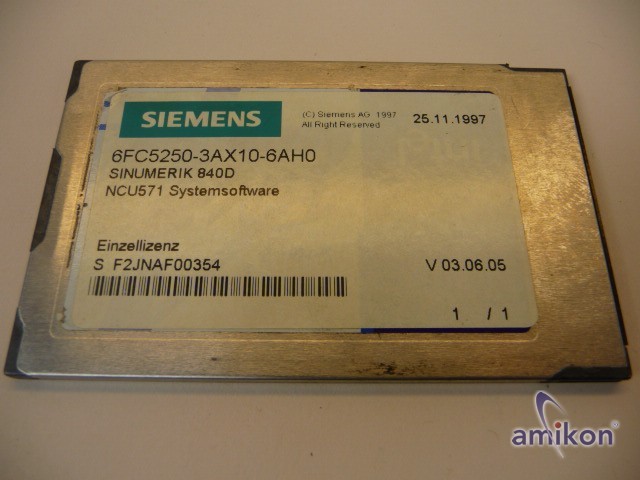 SIEMENS
(C) Siemens AG 1997
All Right Reserved
25.11.1997
6FC5250-3AX10-6AH0
SINUMERIK 840D
NCU571 Systemsoftware
Einzellizenz
S F2JNAF00354
V 03.06.05
1 / 1
amikon